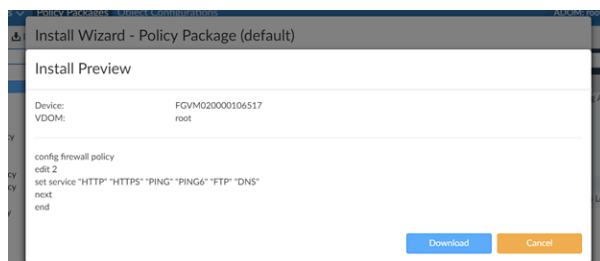 Policy Packages Object Configurations ADOM: root
Install Wizard - Policy Package (default)
Install Preview
Device: FGVM020000106517
VDOM: root
config firewall policy
edit 2
set service "HTTP" "HTTPS" "PING" "PING6" "FTP" "DNS"
next
end
Download Cancel